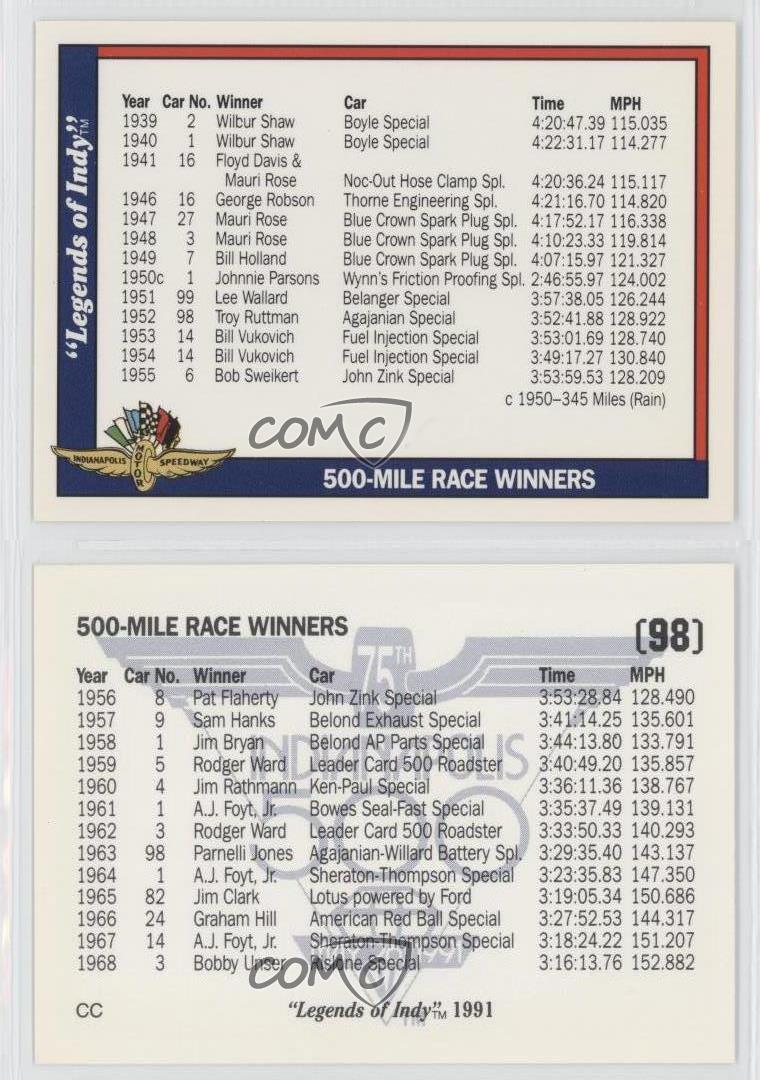 "Legends of Indy"TM
Year Car No. Winner Car Time MPH
1939 2 Wilbur Shaw Boyle Special 4:20:47.39 115.035
1940 1 Wilbur Shaw Boyle Special 4:22:31.17 114.277
1941 16 Floyd Davis &
Mauri Rose Noc-Out Hose Clamp Spl. 4:20:36.24 115.117
1946 16 George Robson Thorne Engineering Spl. 4:21:16.70 114.820
1947 27 Mauri Rose Blue Crown Spark Plug Spl. 4:17:52.17 116.338
1948 3 Mauri Rose Blue Crown Spark Plug Spl. 4:10:23.33 119.814
1949 7 Bill Holland Blue Crown Spark Plug Spl. 4:07:15.97 121.327
1950c 1 Johnnie Parsons Wynn's Friction Proofing Spl. 2:46:55.97 124.002
1951 99 Lee Wallard Belanger Special 3:57:38.05 126.244
1952 98 Troy Ruttman Agajanian Special 3:52:41.88 128.922
1953 14 Bill Vukovich Fuel Injection Special 3:53:01.69 128.740
1954 14 Bill Vukovich Fuel Injection Special 3:49:17.27 130.840
1955 6 Bob Sweikert John Zink Special 3:53:59.53 128.209
c 1950–345 Miles (Rain)
COMC
INDIANAPOLIS MOTOR SPEEDWAY
500-MILE RACE WINNERS
500-MILE RACE WINNERS
(98)
75TH
INDIANAPOLIS
500
Year Car No. Winner Car Time MPH
1956 8 Pat Flaherty John Zink Special 3:53:28.84 128.490
1957 9 Sam Hanks Belond Exhaust Special 3:41:14.25 135.601
1958 1 Jim Bryan Belond AP Parts Special 3:44:13.80 133.791
1959 5 Rodger Ward Leader Card 500 Roadster 3:40:49.20 135.857
1960 4 Jim Rathmann Ken-Paul Special 3:36:11.36 138.767
1961 1 A.J. Foyt, Jr. Bowes Seal-Fast Special 3:35:37.49 139.131
1962 3 Rodger Ward Leader Card 500 Roadster 3:33:50.33 140.293
1963 98 Parnelli Jones Agajanian-Willard Battery Spl. 3:29:35.40 143.137
1964 1 A.J. Foyt, Jr. Sheraton-Thompson Special 3:23:35.83 147.350
1965 82 Jim Clark Lotus powered by Ford 3:19:05.34 150.686
1966 24 Graham Hill American Red Ball Special 3:27:52.53 144.317
1967 14 A.J. Foyt, Jr. Sheraton-Thompson Special 3:18:24.22 151.207
1968 3 Bobby Unser Rislone Special 3:16:13.76 152.882
COMC
CC
"Legends of Indy"TM 1991